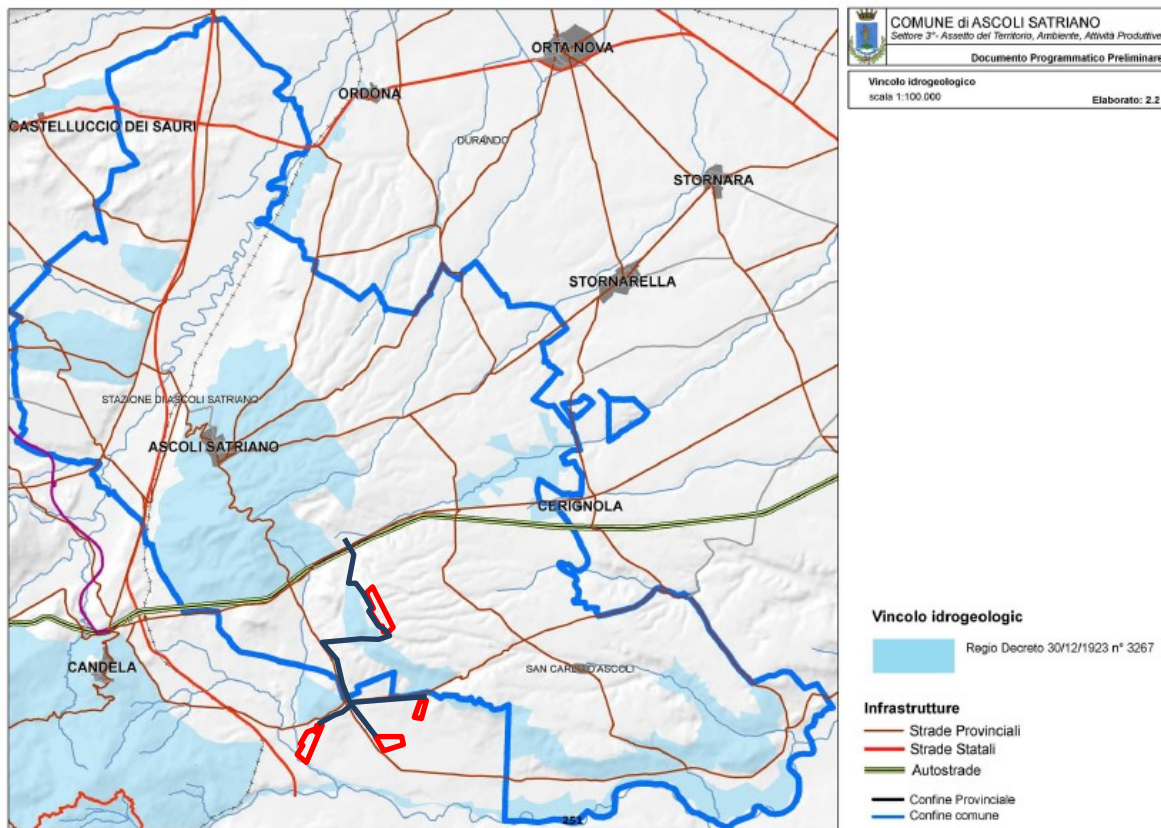 ORTA NOVA
ORDONA
CASTELLUCCIO DEI SAURI
DURANDO
STORNARA
STORNARELLA
STAZIONE DI ASCOLI SATRIANO
ASCOLI SATRIANO
CERIGNOLA
CANDELA
SAN CARLO D'ASCOLI
251
COMUNE di ASCOLI SATRIANO
Settore 3°- Assetto del Territorio, Ambiente, Attività Produttive
Documento Programmatico Preliminare
Vincolo idrogeologico
scala 1:100.000
Elaborato: 2.2
Vincolo idrogeologic
Regio Decreto 30/12/1923 n° 3267
Infrastrutture
Strade Provinciali
Strade Statali
Autostrade
Confine Provinciale
Confine comune